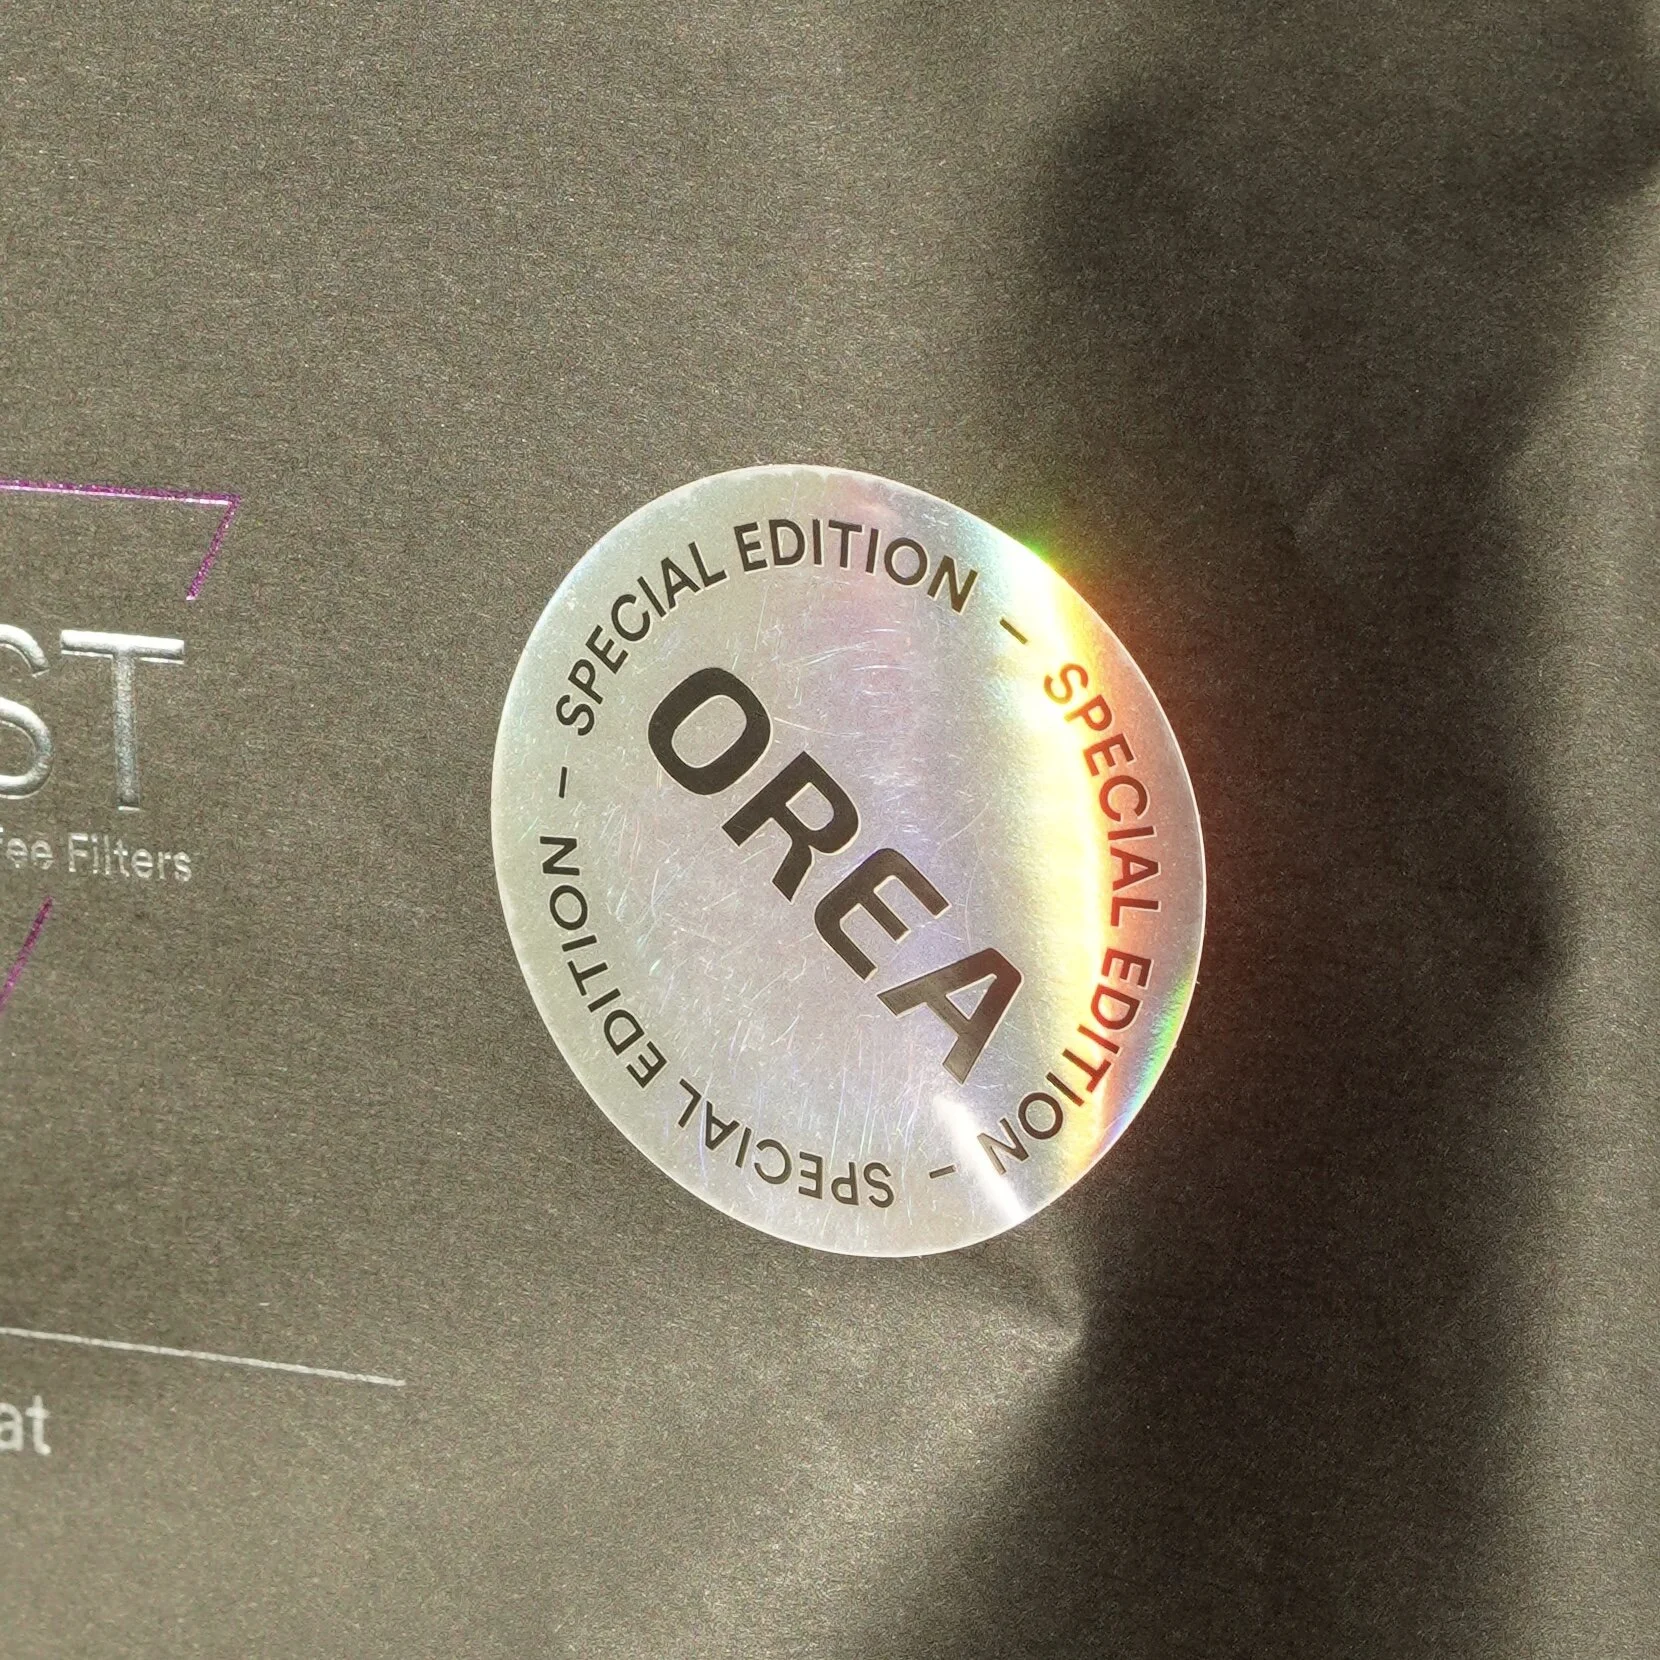 ST
fee Filters
at
SPECIAL EDITION – SPECIAL EDITION – SPECIAL EDITION –
OREA